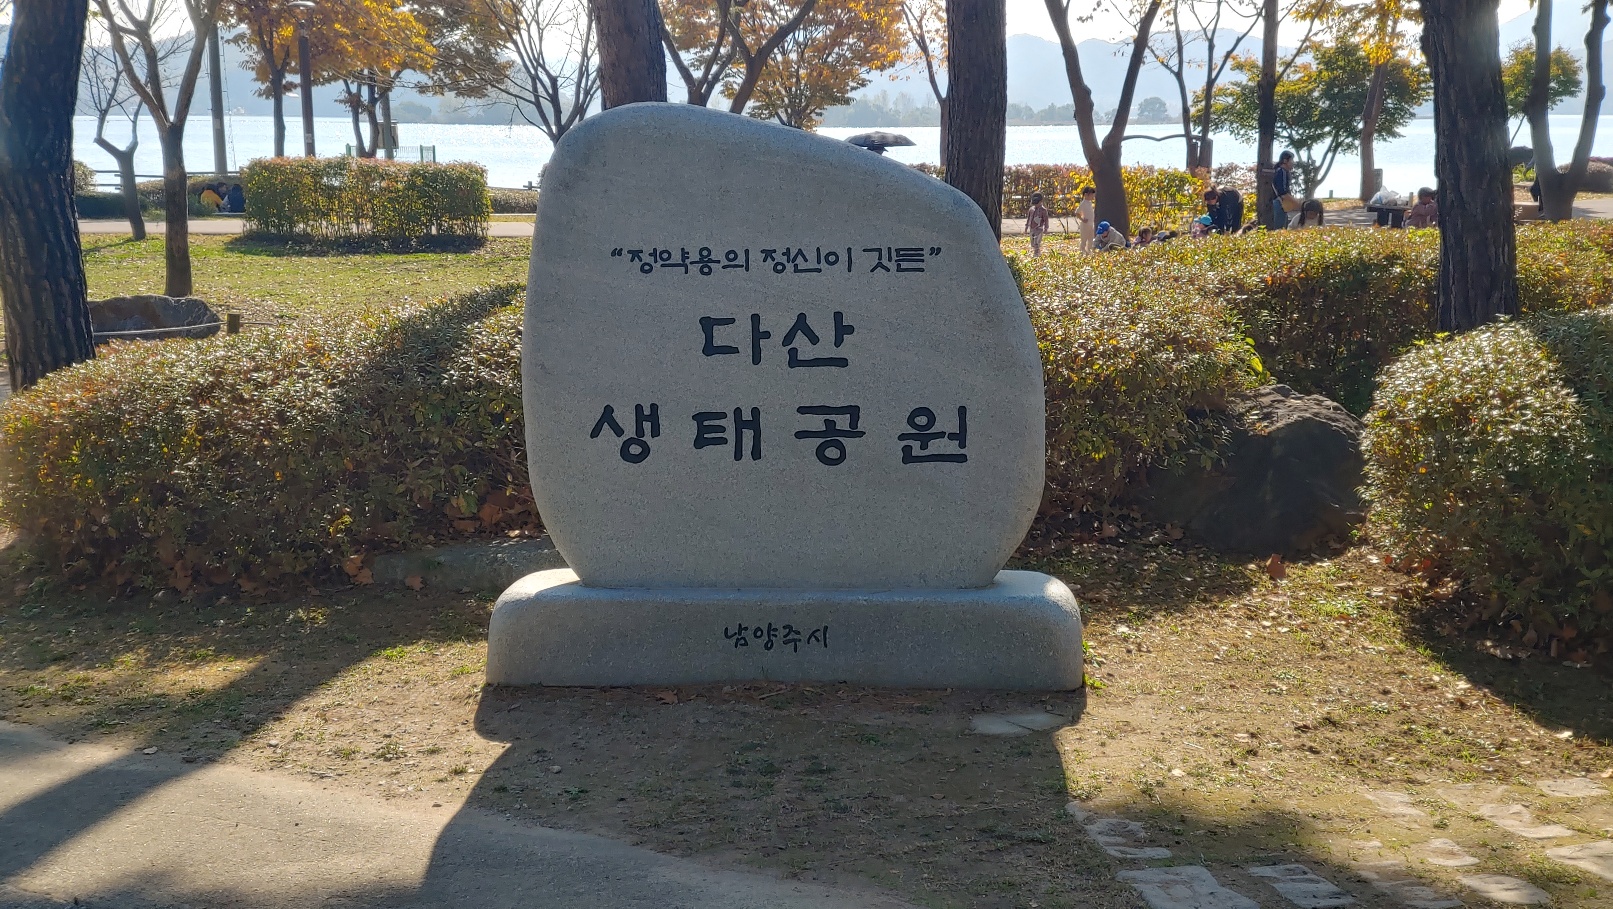 “정약용의 정신이 깃든”
다산
생태공원
남양주시